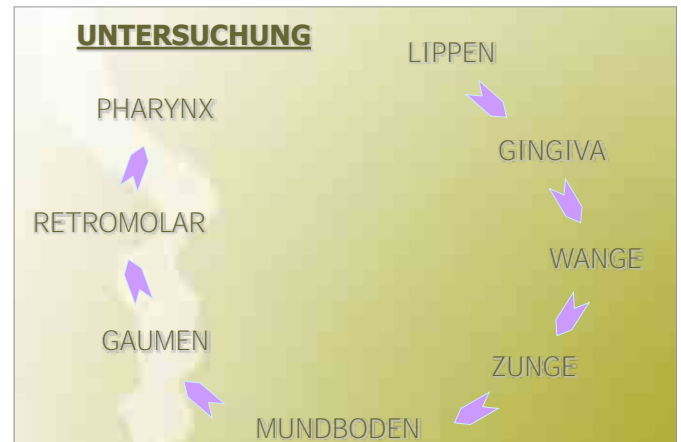 UNTERSUCHUNG
LIPPEN
GINGIVA
WANGE
ZUNGE
MUNDBODEN
GAUMEN
RETROMOLAR
PHARYNX